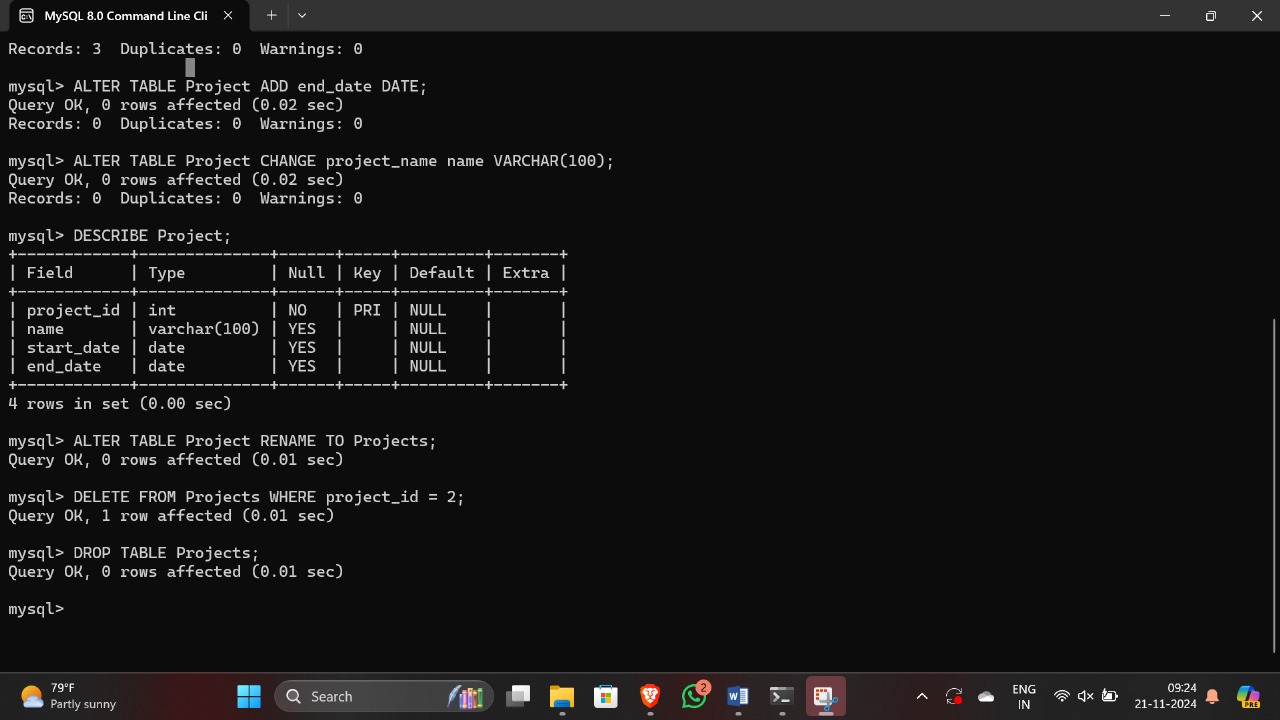 MySQL 8.0 Command Line Cli
Records: 3  Duplicates: 0  Warnings: 0
mysql> ALTER TABLE Project ADD end_date DATE;
Query OK, 0 rows affected (0.02 sec)
Records: 0  Duplicates: 0  Warnings: 0
mysql> ALTER TABLE Project CHANGE project_name name VARCHAR(100);
Query OK, 0 rows affected (0.02 sec)
Records: 0  Duplicates: 0  Warnings: 0
mysql> DESCRIBE Project;
+------------+--------------+------+-----+---------+-------+
| Field      | Type         | Null | Key | Default | Extra |
+------------+--------------+------+-----+---------+-------+
| project_id | int          | NO   | PRI | NULL    |       |
| name       | varchar(100) | YES  |     | NULL    |       |
| start_date | date         | YES  |     | NULL    |       |
| end_date   | date         | YES  |     | NULL    |       |
+------------+--------------+------+-----+---------+-------+
4 rows in set (0.00 sec)
mysql> ALTER TABLE Project RENAME TO Projects;
Query OK, 0 rows affected (0.01 sec)
mysql> DELETE FROM Projects WHERE project_id = 2;
Query OK, 1 row affected (0.01 sec)
mysql> DROP TABLE Projects;
Query OK, 0 rows affected (0.01 sec)
mysql>
79°F
Partly sunny
Search
2
ENG
IN
09:24
21-11-2024
PRE